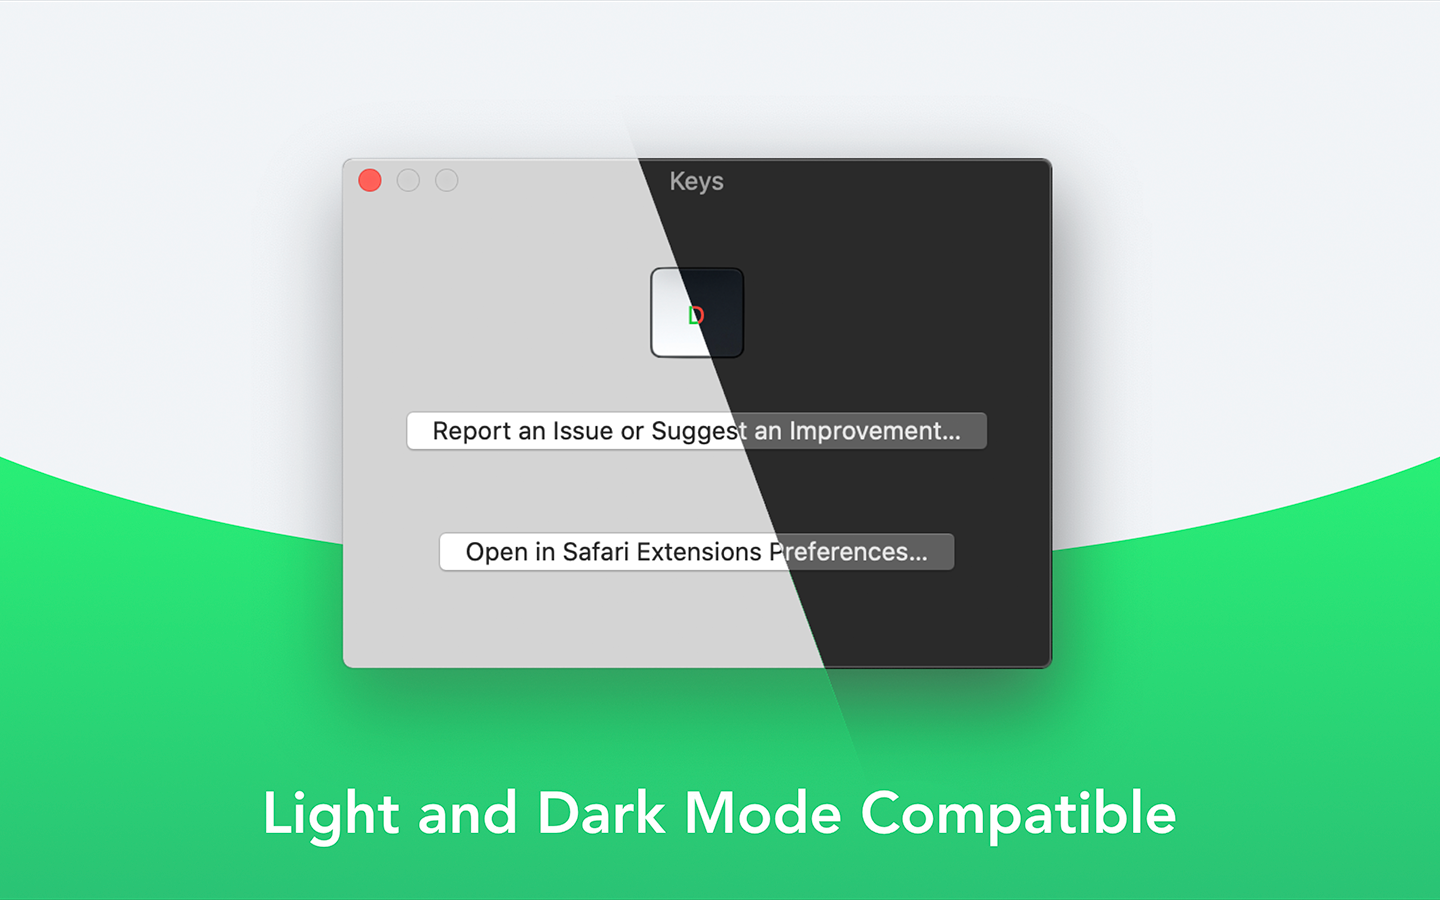 Keys
D
Report an Issue or Suggest an Improvement...
Open in Safari Extensions Preferences...
Light and Dark Mode Compatible